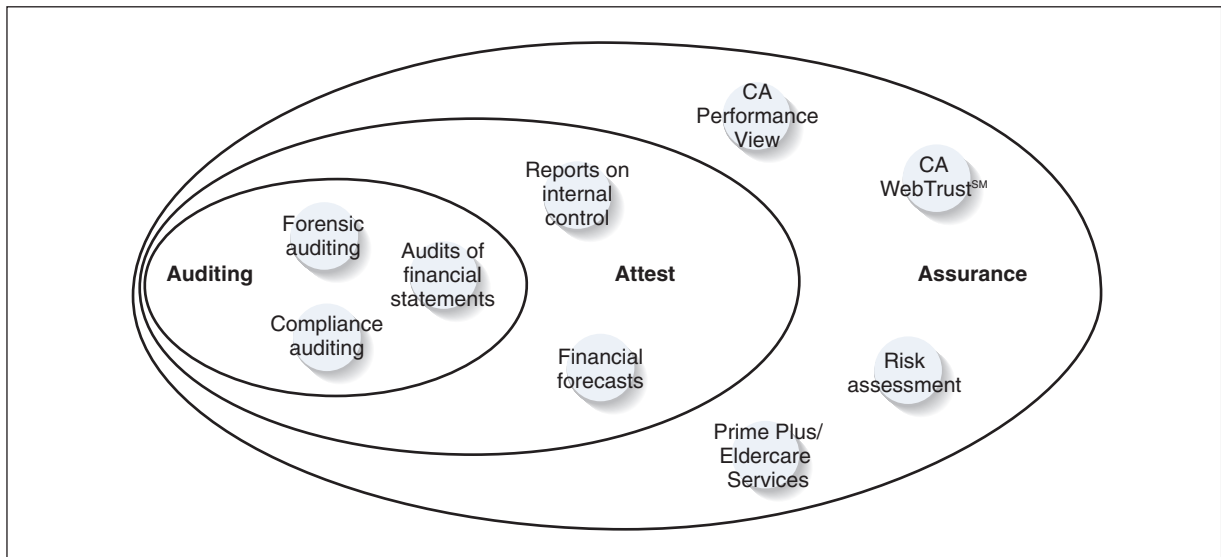 CA
Performance
View
CA
WebTrust℠
Reports on
internal
control
Forensic
auditing
Audits of
financial
statements
Auditing
Attest
Assurance
Compliance
auditing
Financial
forecasts
Risk
assessment
Prime Plus/
Eldercare
Services